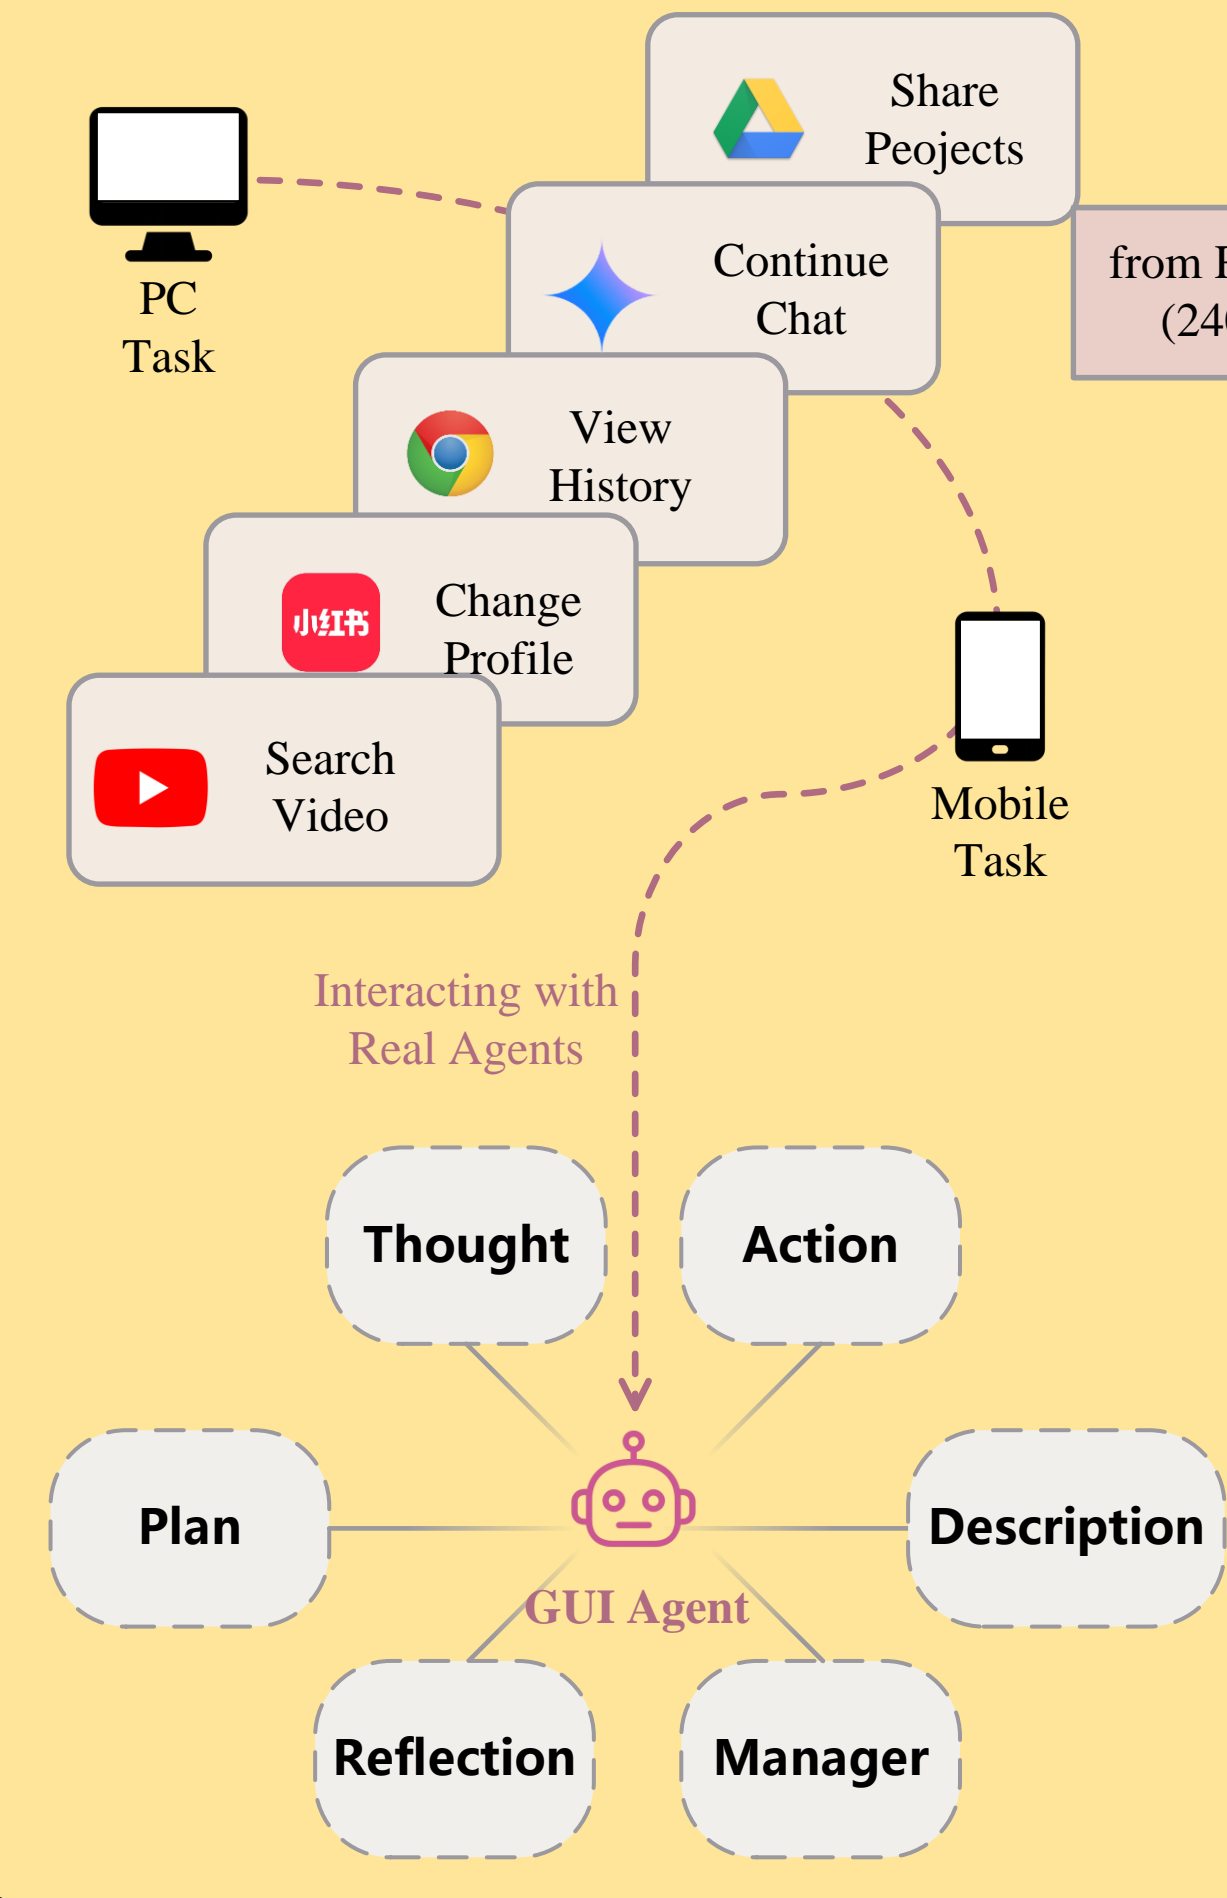 Share
Peojects
Continue
Chat
from
(24
PC
Task
View
History
小红书
Change
Profile
Search
Video
Mobile
Task
Interacting with
Real Agents
Thought
Action
Plan
Description
GUI Agent
Reflection
Manager